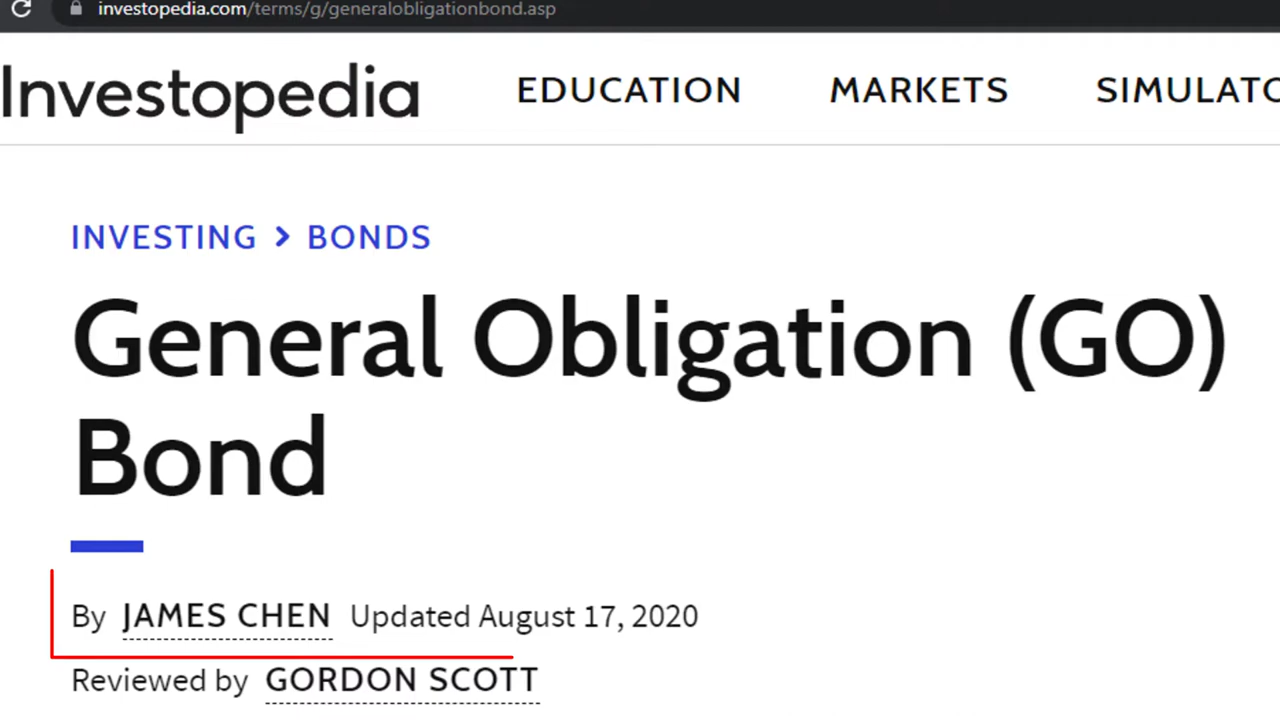 investopedia.com/terms/g/generalobligationbond.asp
Investopedia EDUCATION MARKETS SIMULATO
INVESTING > BONDS
General Obligation (GO)
Bond
By JAMES CHEN Updated August 17, 2020
Reviewed by GORDON SCOTT